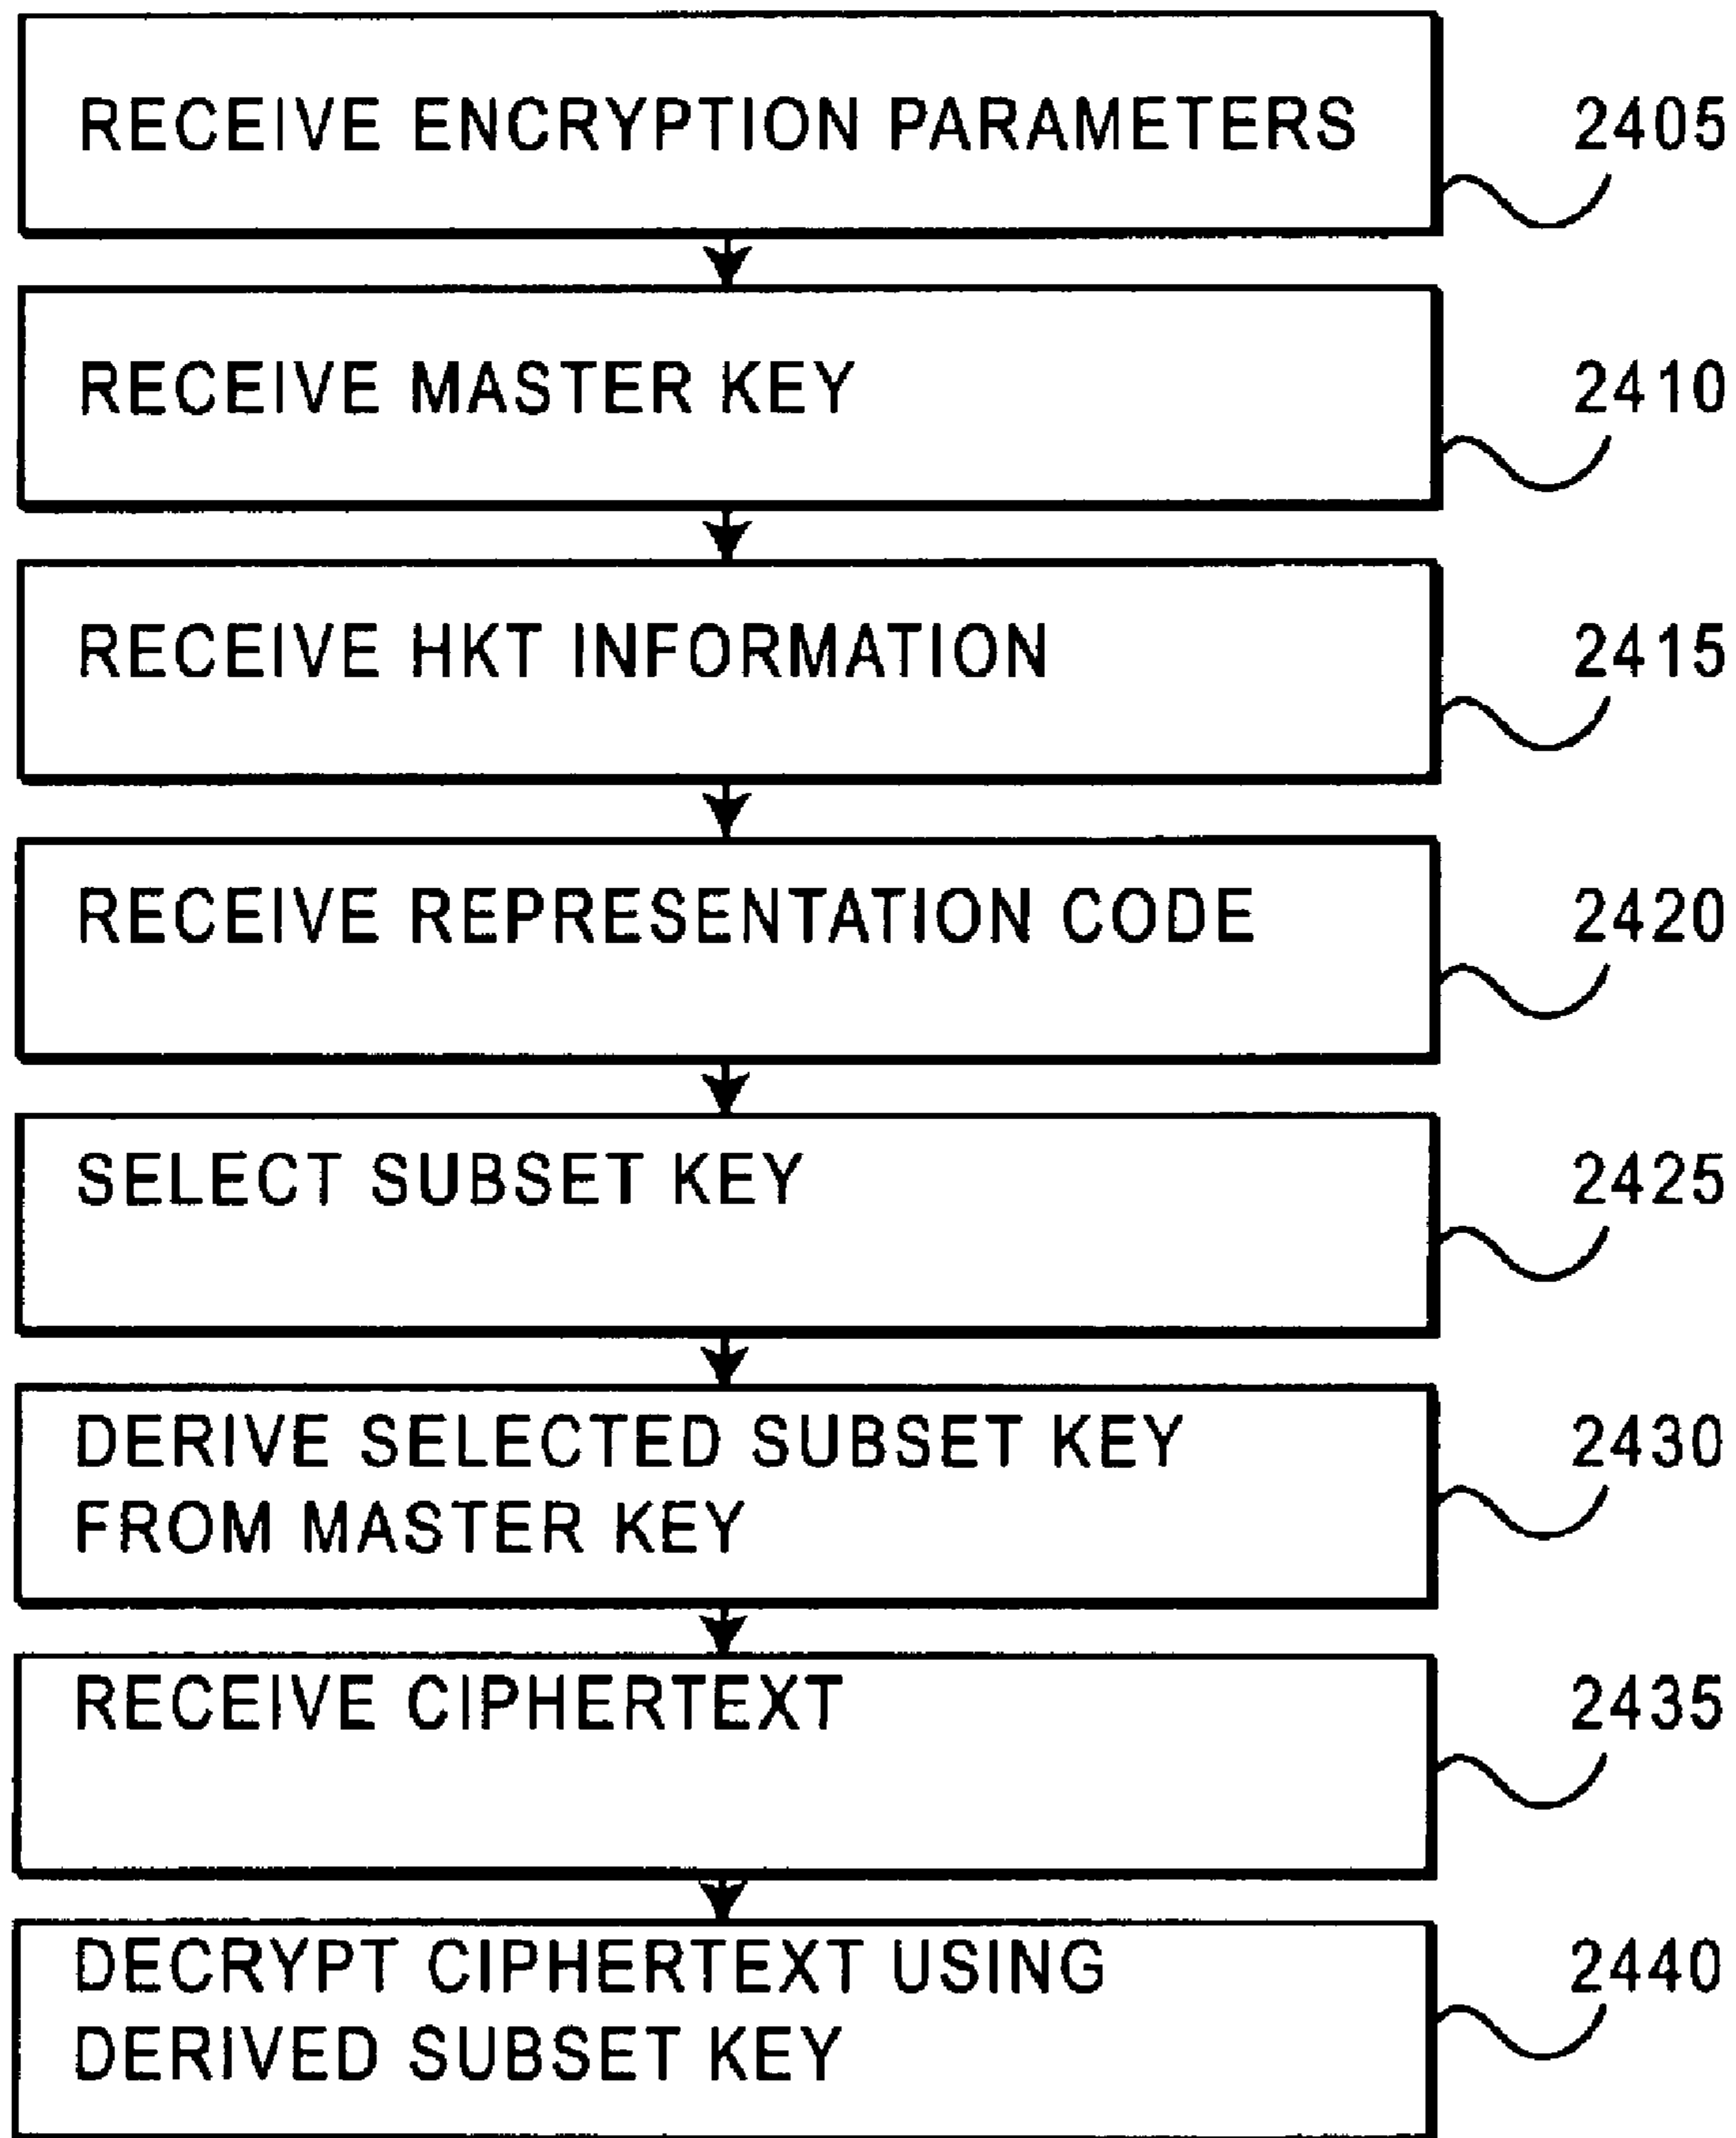 RECEIVE ENCRYPTION PARAMETERS 2405
RECEIVE MASTER KEY 2410
RECEIVE HKT INFORMATION 2415
RECEIVE REPRESENTATION CODE 2420
SELECT SUBSET KEY 2425
DERIVE SELECTED SUBSET KEY 2430
FROM MASTER KEY
RECEIVE CIPHERTEXT 2435
DECRYPT CIPHERTEXT USING 2440
DERIVED SUBSET KEY